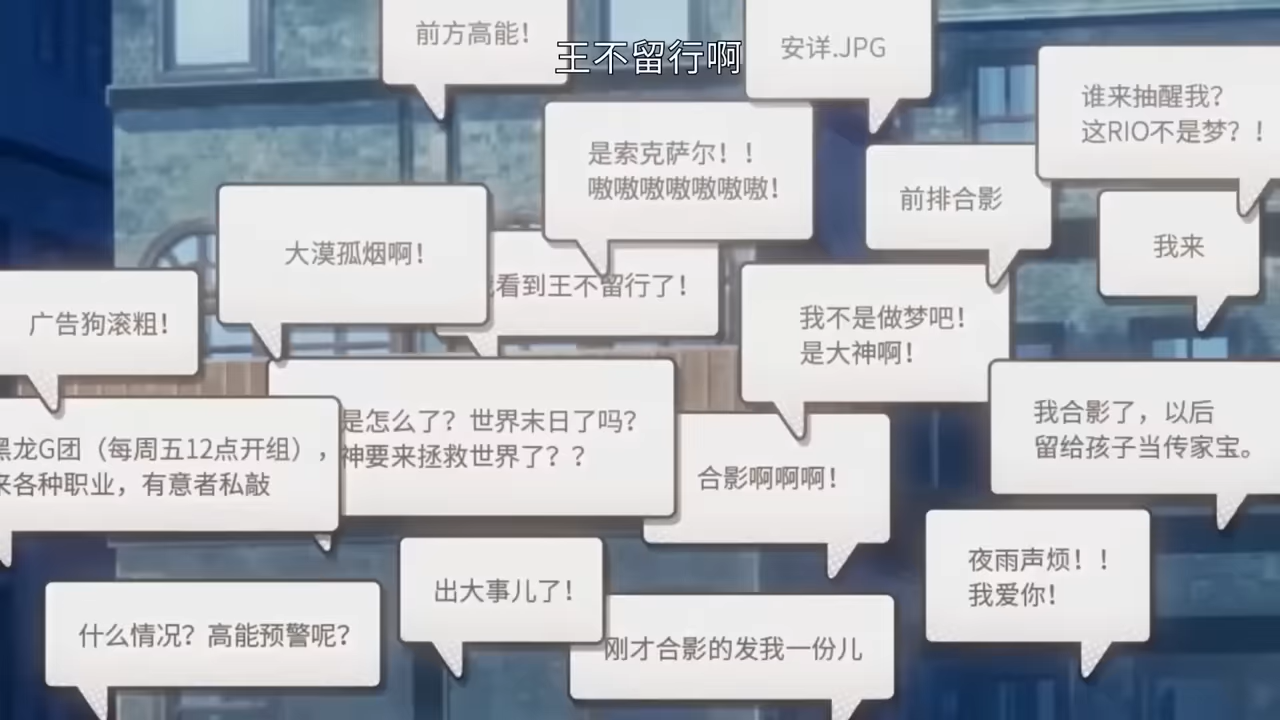 前方高能！
王不留行啊
安详.JPG
谁来抽醒我？
这RIO不是梦？！
是索克萨尔！！
嗷嗷嗷嗷嗷嗷嗷！
前排合影
大漠孤烟啊！
看到王不留行了！
我来
广告狗滚粗！
我不是做梦吧！
是大神啊！
是怎么了？世界末日了吗？
神要来拯救世界了？？
我合影了，以后
留给孩子当传家宝。
黑龙G团（每周五12点开组），
来各种职业，有意者私敲
合影啊啊啊！
夜雨声烦！！
我爱你！
出大事儿了！
什么情况？高能预警呢？
刚才合影的发我一份儿